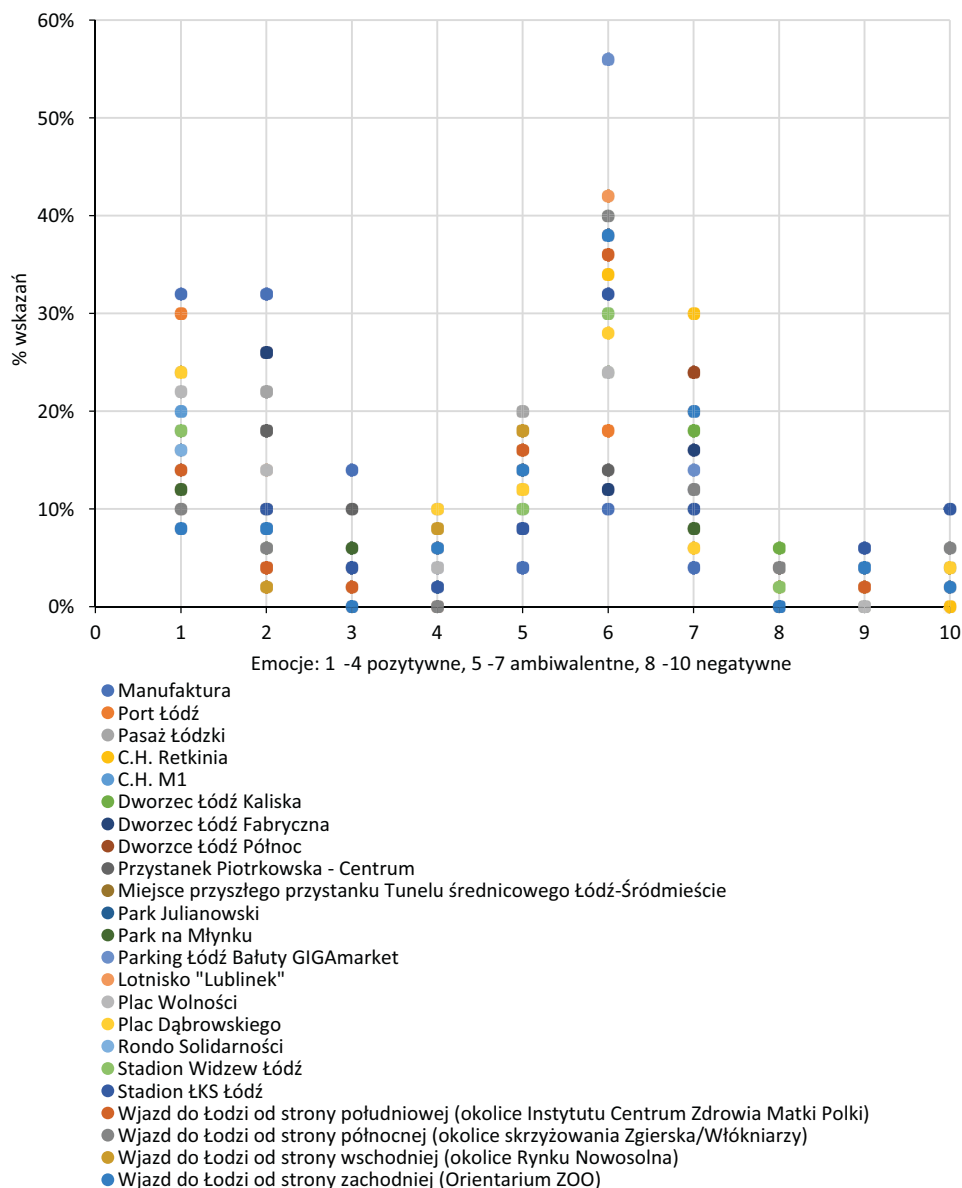 60%
50%
40%
30%
20%
10%
0%
% wskazań
0 1 2 3 4 5 6 7 8 9 10
Emocje: 1 -4 pozytywne, 5 -7 ambiwalentne, 8 -10 negatywne
Manufaktura
Port Łódź
Pasaż Łódzki
C.H. Retkinia
C.H. M1
Dworzec Łódź Kaliska
Dworzec Łódź Fabryczna
Dworzce Łódź Północ
Przystanek Piotrkowska - Centrum
Miejsce przyszłego przystanku Tunelu średnicowego Łódź-Śródmieście
Park Julianowski
Park na Młynku
Parking Łódź Bałuty GIGAmarket
Lotnisko "Lublinek"
Plac Wolności
Plac Dąbrowskiego
Rondo Solidarności
Stadion Widzew Łódź
Stadion ŁKS Łódź
Wjazd do Łodzi od strony południowej (okolice Instytutu Centrum Zdrowia Matki Polki)
Wjazd do Łodzi od strony północnej (okolice skrzyżowania Zgierska/Włókniarzy)
Wjazd do Łodzi od strony wschodniej (okolice Rynku Nowosolna)
Wjazd do Łodzi od strony zachodniej (Orientarium ZOO)